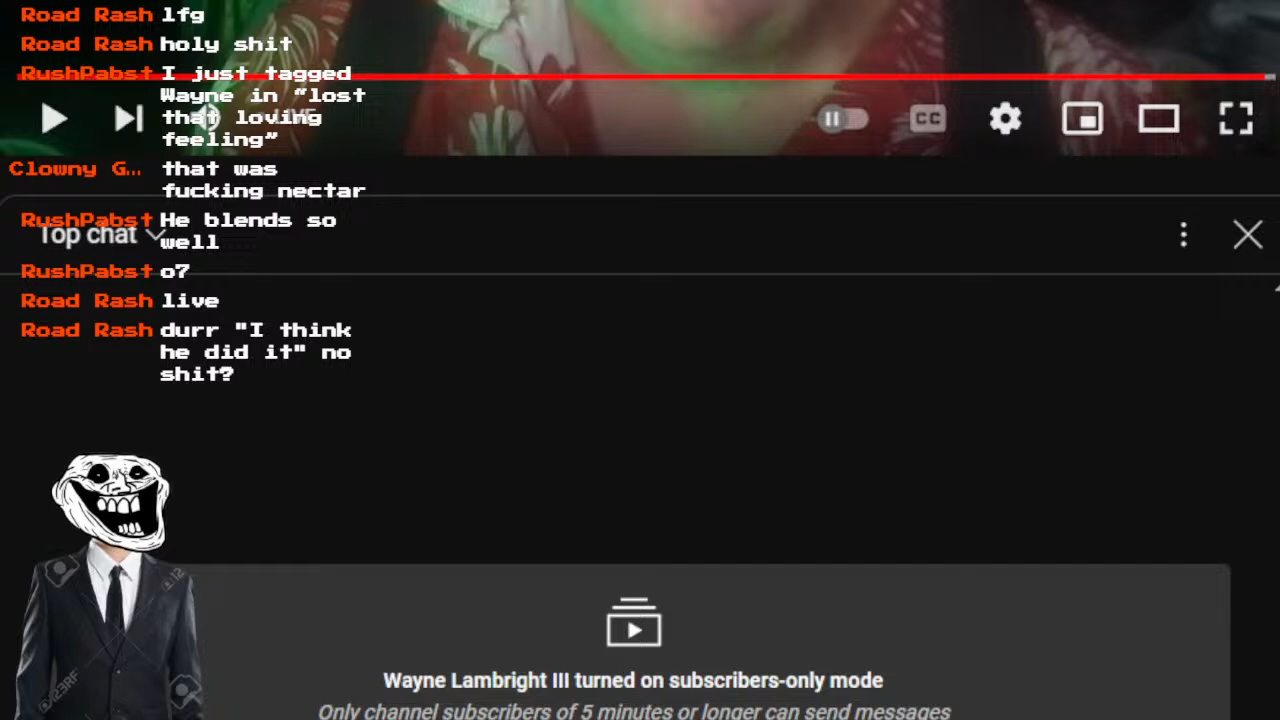 Road Rash lfg
Road Rash holy shit
RushPabst I just tagged
Wayne in "lost
that loving
feeling"
LIVE
CC
Clowny G... that was
fucking nectar
RushPabst He blends so
well
Top chat
RushPabst o7
Road Rash live
Road Rash durr "I think
he did it" no
shit?
123RF
Wayne Lambright III turned on subscribers-only mode
Only channel subscribers of 5 minutes or longer can send messages